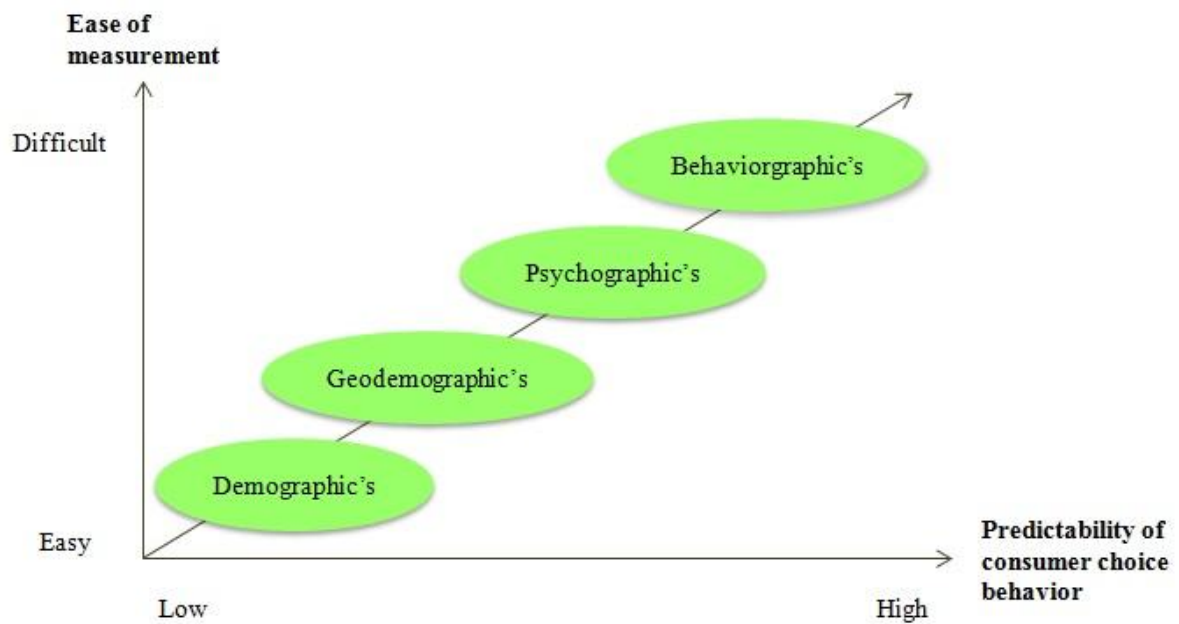 Ease of
measurement
Difficult
Behaviorgraphic’s
Psychographic’s
Geodemographic’s
Demographic’s
Easy
Predictability of
consumer choice
behavior
Low
High